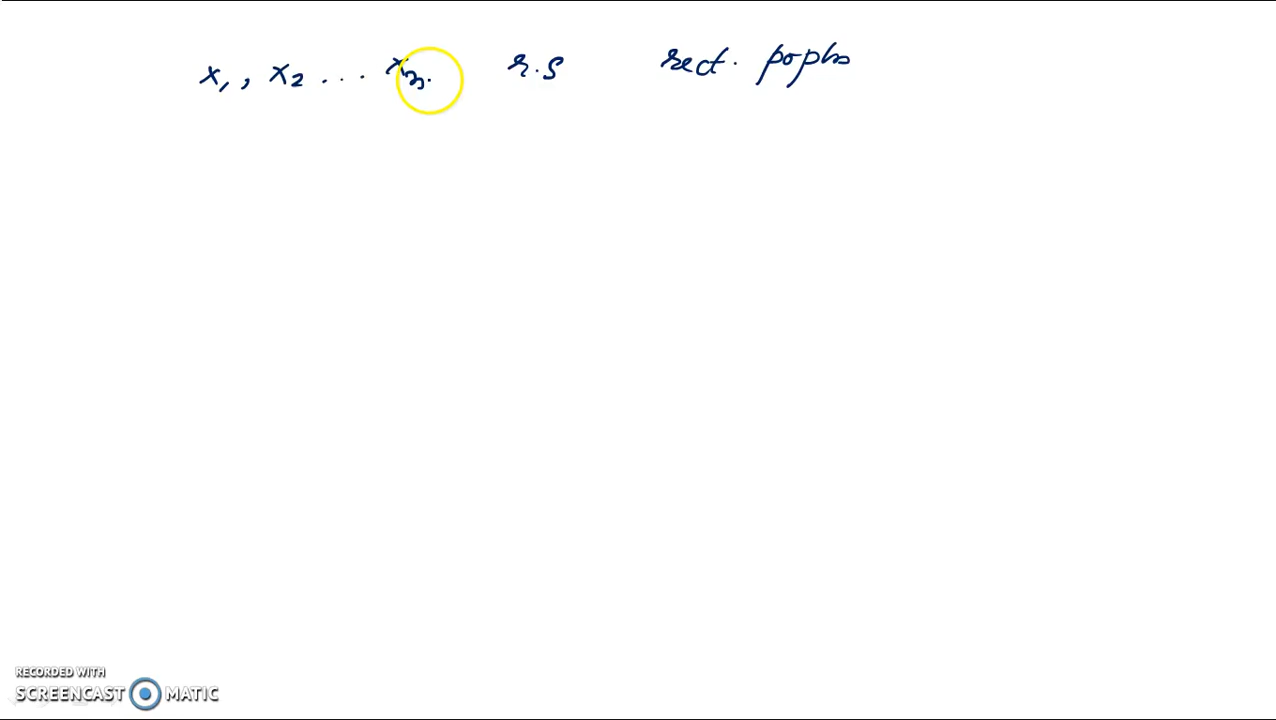 x₁, x₂ ... xₙ. r.s rect. popln
RECORDED WITH
SCREENCAST MATIC